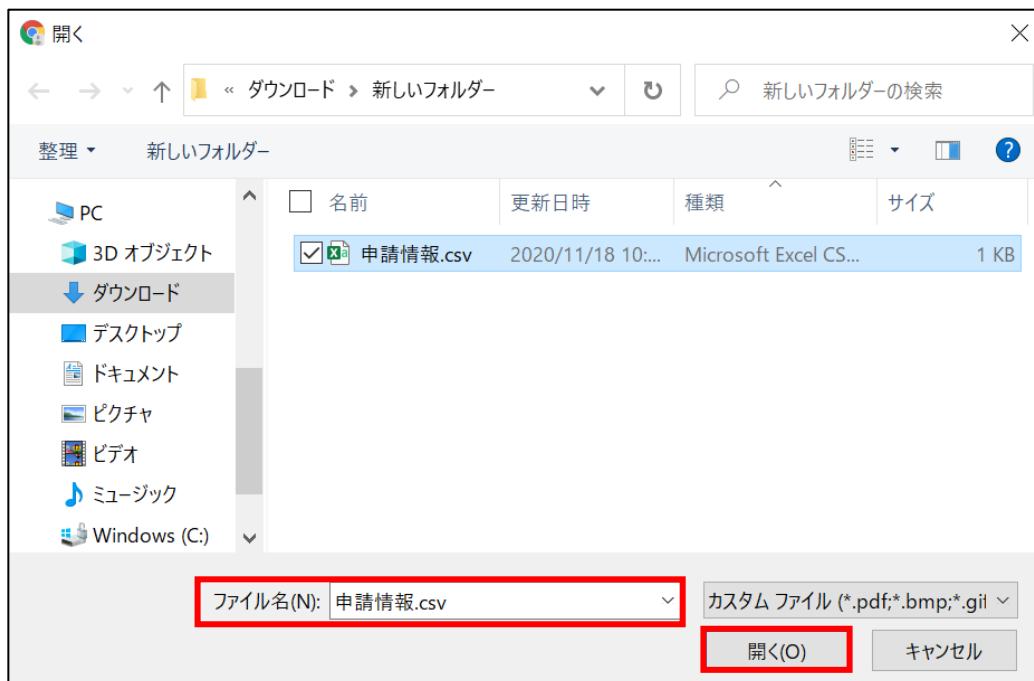 開く
« ダウンロード › 新しいフォルダー
新しいフォルダーの検索
整理
新しいフォルダー
名前 更新日時 種類 サイズ
申請情報.csv 2020/11/18 10:... Microsoft Excel CS... 1 KB
PC
3D オブジェクト
ダウンロード
デスクトップ
ドキュメント
ピクチャ
ビデオ
ミュージック
Windows (C:)
ファイル名(N): 申請情報.csv
カスタム ファイル (*.pdf;*.bmp;*.gif
開く(O)
キャンセル